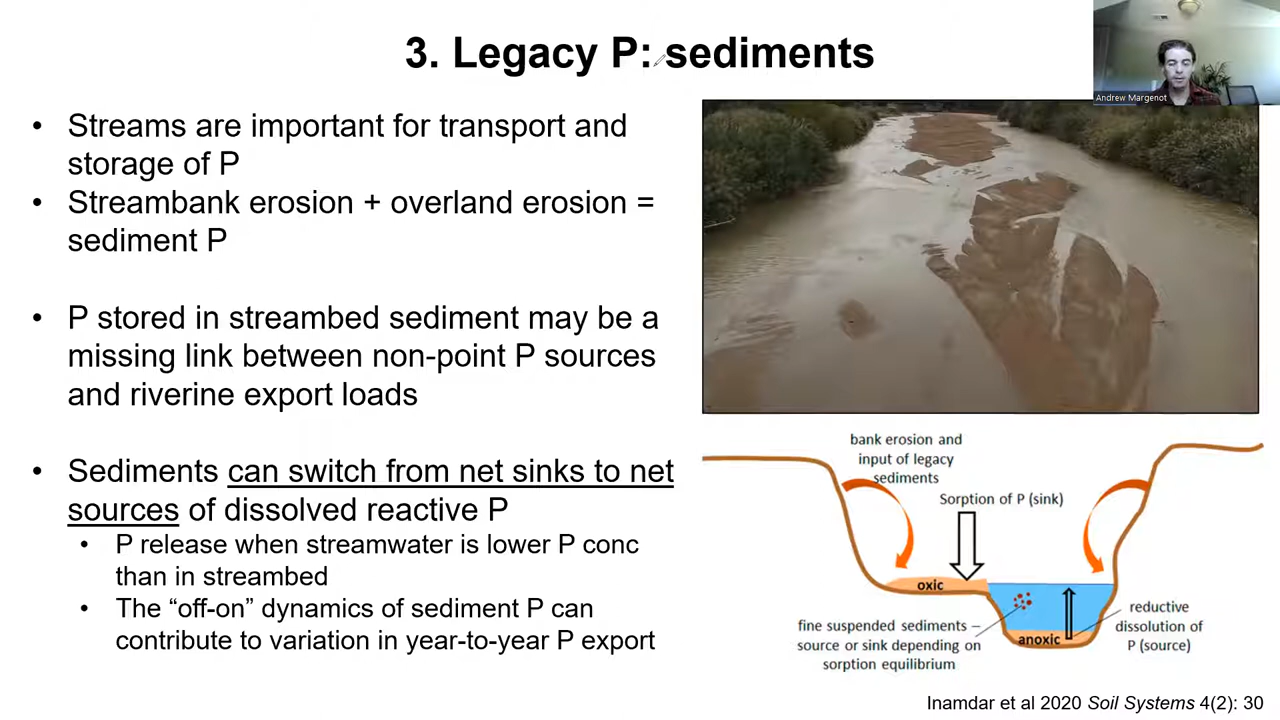 3. Legacy P: sediments
Andrew Margenot
• Streams are important for transport and
storage of P
• Streambank erosion + overland erosion =
sediment P
• P stored in streambed sediment may be a
missing link between non-point P sources
and riverine export loads
• Sediments can switch from net sinks to net
sources of dissolved reactive P
• P release when streamwater is lower P conc
than in streambed
• The “off-on” dynamics of sediment P can
contribute to variation in year-to-year P export
bank erosion and
input of legacy
sediments
Sorption of P (sink)
oxic
fine suspended sediments –
source or sink depending on
sorption equilibrium
anoxic
reductive
dissolution of
P (source)
Inamdar et al 2020 Soil Systems 4(2): 30